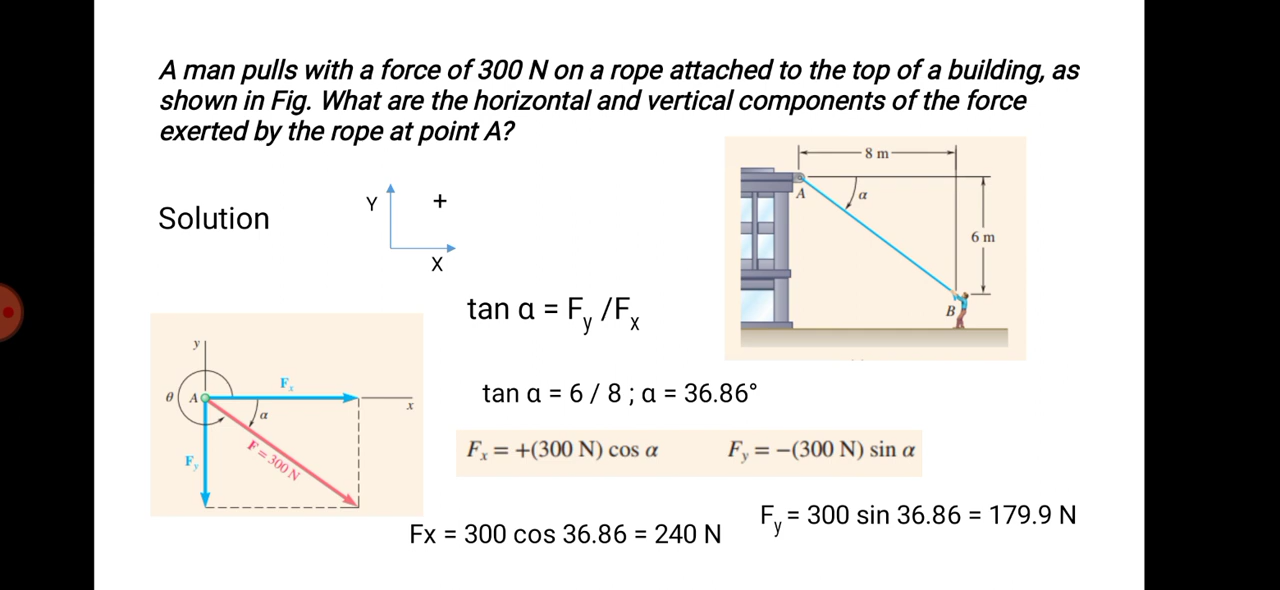 A man pulls with a force of 300 N on a rope attached to the top of a building, as
shown in Fig. What are the horizontal and vertical components of the force
exerted by the rope at point A?
8 m
A
α
6 m
B
Solution
Y
+
X
tan α = Fy /Fx
y
θ
A
Fx
x
α
F = 300 N
Fy
tan α = 6 / 8 ; α = 36.86°
Fx = +(300 N) cos α
Fy = −(300 N) sin α
Fx = 300 cos 36.86 = 240 N
Fy = 300 sin 36.86 = 179.9 N